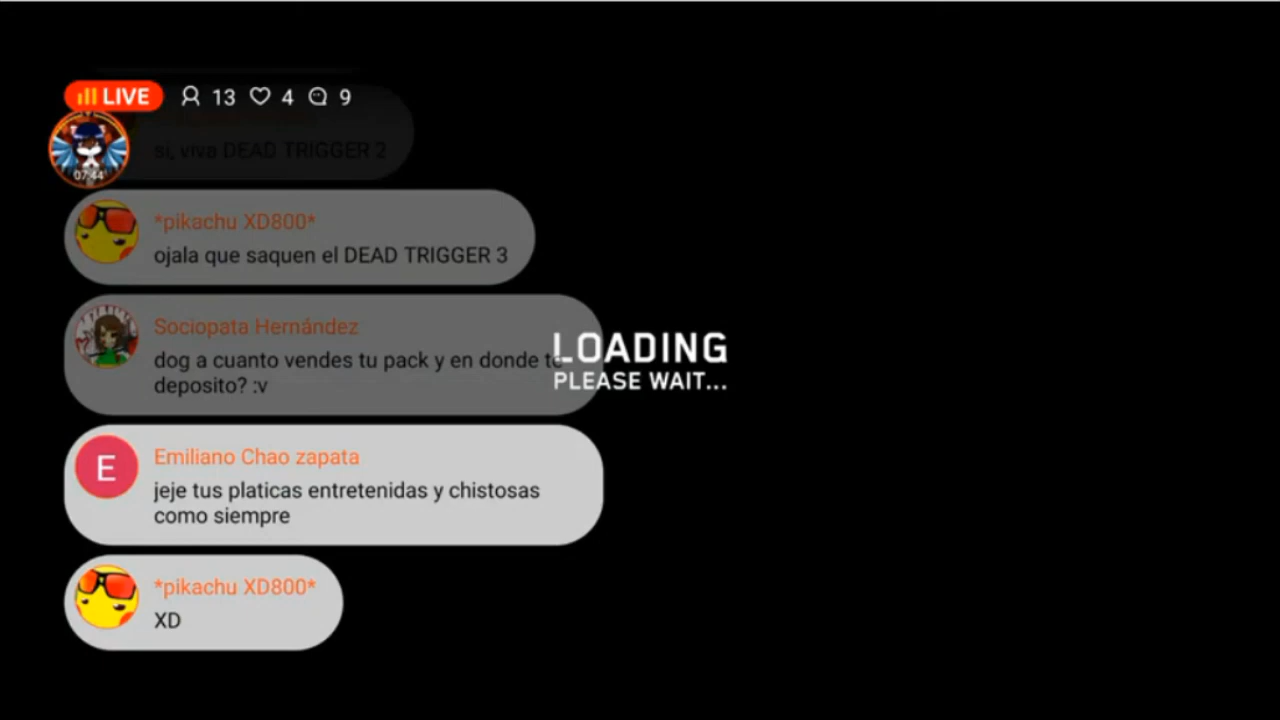 LIVE 13 4 9
07:44
si, viva DEAD TRIGGER 2
*pikachu XD800*
ojala que saquen el DEAD TRIGGER 3
Sociopata Hernández
dog a cuanto vendes tu pack y en donde te
deposito? :v
LOADING
PLEASE WAIT...
Emiliano Chao zapata
E
jeje tus platicas entretenidas y chistosas
como siempre
*pikachu XD800*
XD